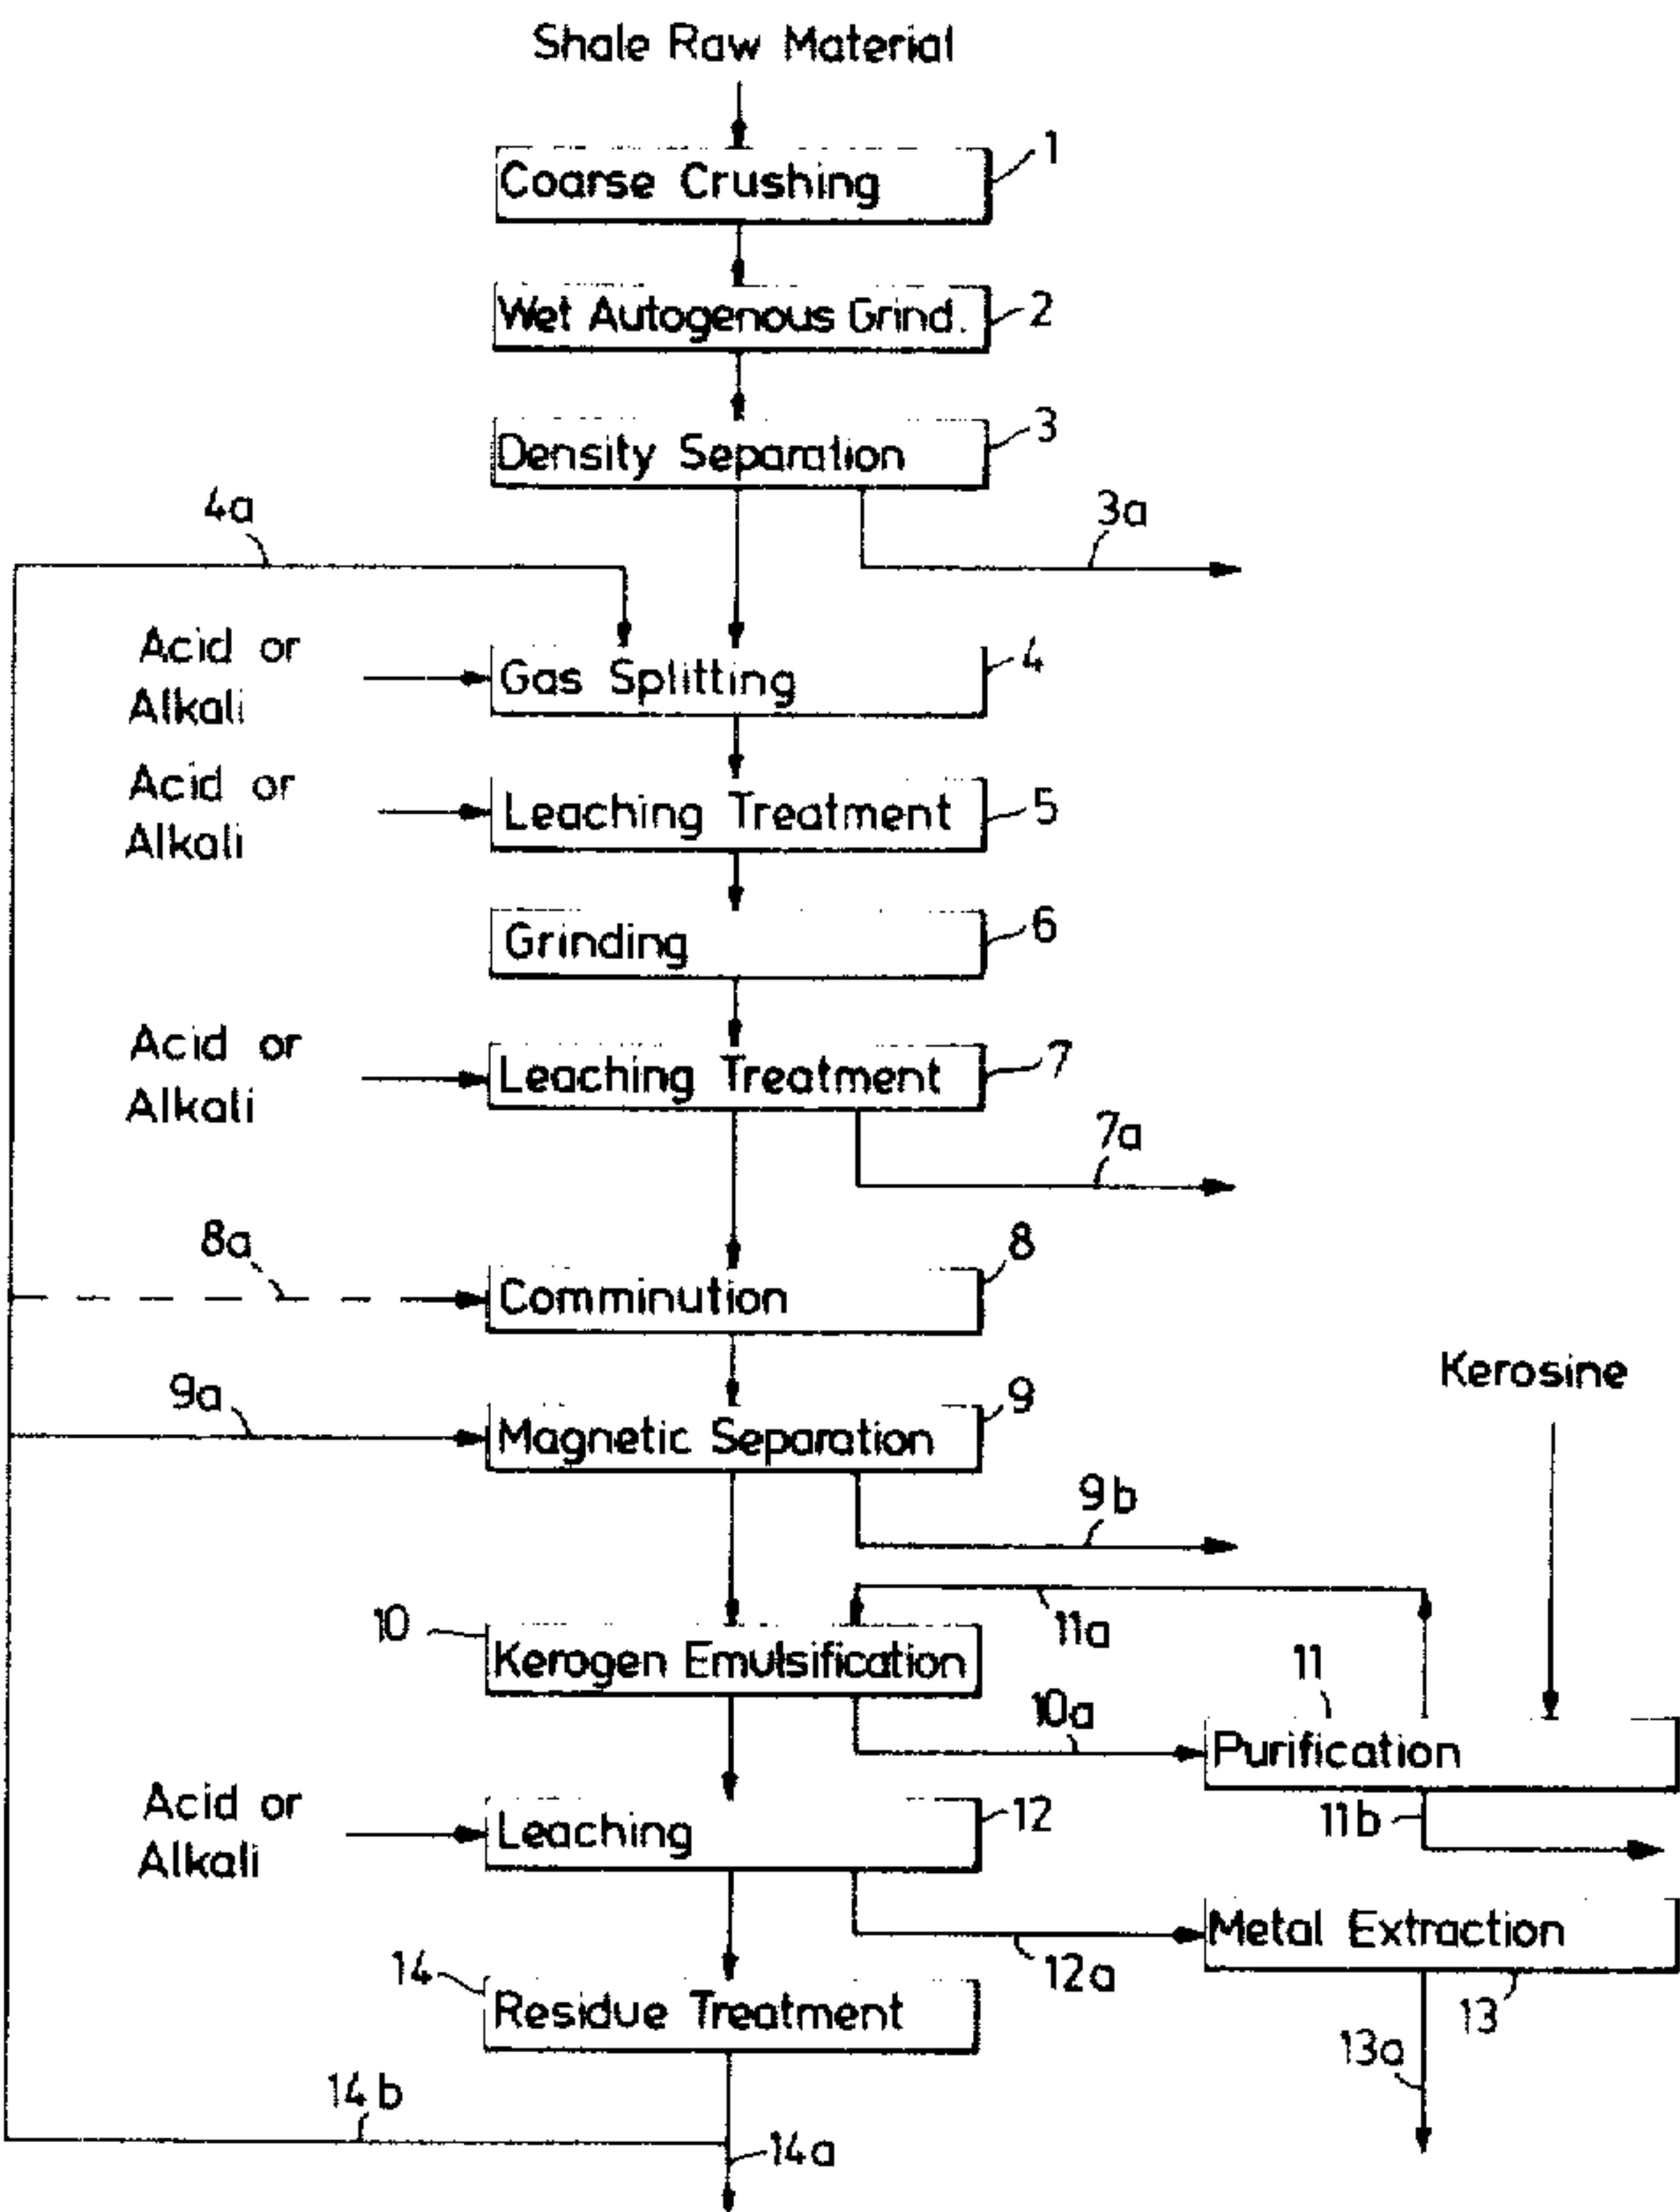 Shale Raw Material
1
Coarse Crushing
2
Wet Autogenous Grind.
3
Density Separation
4a
3a
Acid or
Alkali
4
Gas Splitting
Acid or
Alkali
5
Leaching Treatment
6
Grinding
Acid or
Alkali
7
Leaching Treatment
7a
8a
8
Comminution
Kerosine
9a
9
Magnetic Separation
9b
10
11a
Kerogen Emulsification
11
10a
Purification
Acid or
Alkali
12
11b
Leaching
Metal Extraction
14
12a
13
Residue Treatment
13a
14b
14a